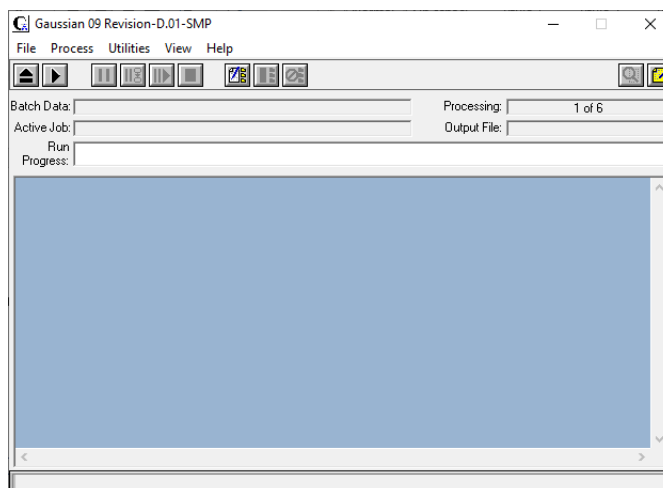 Gaussian 09 Revision-D.01-SMP
File Process Utilities View Help
Batch Data: Processing: 1 of 6
Active Job: Output File:
Run
Progress: